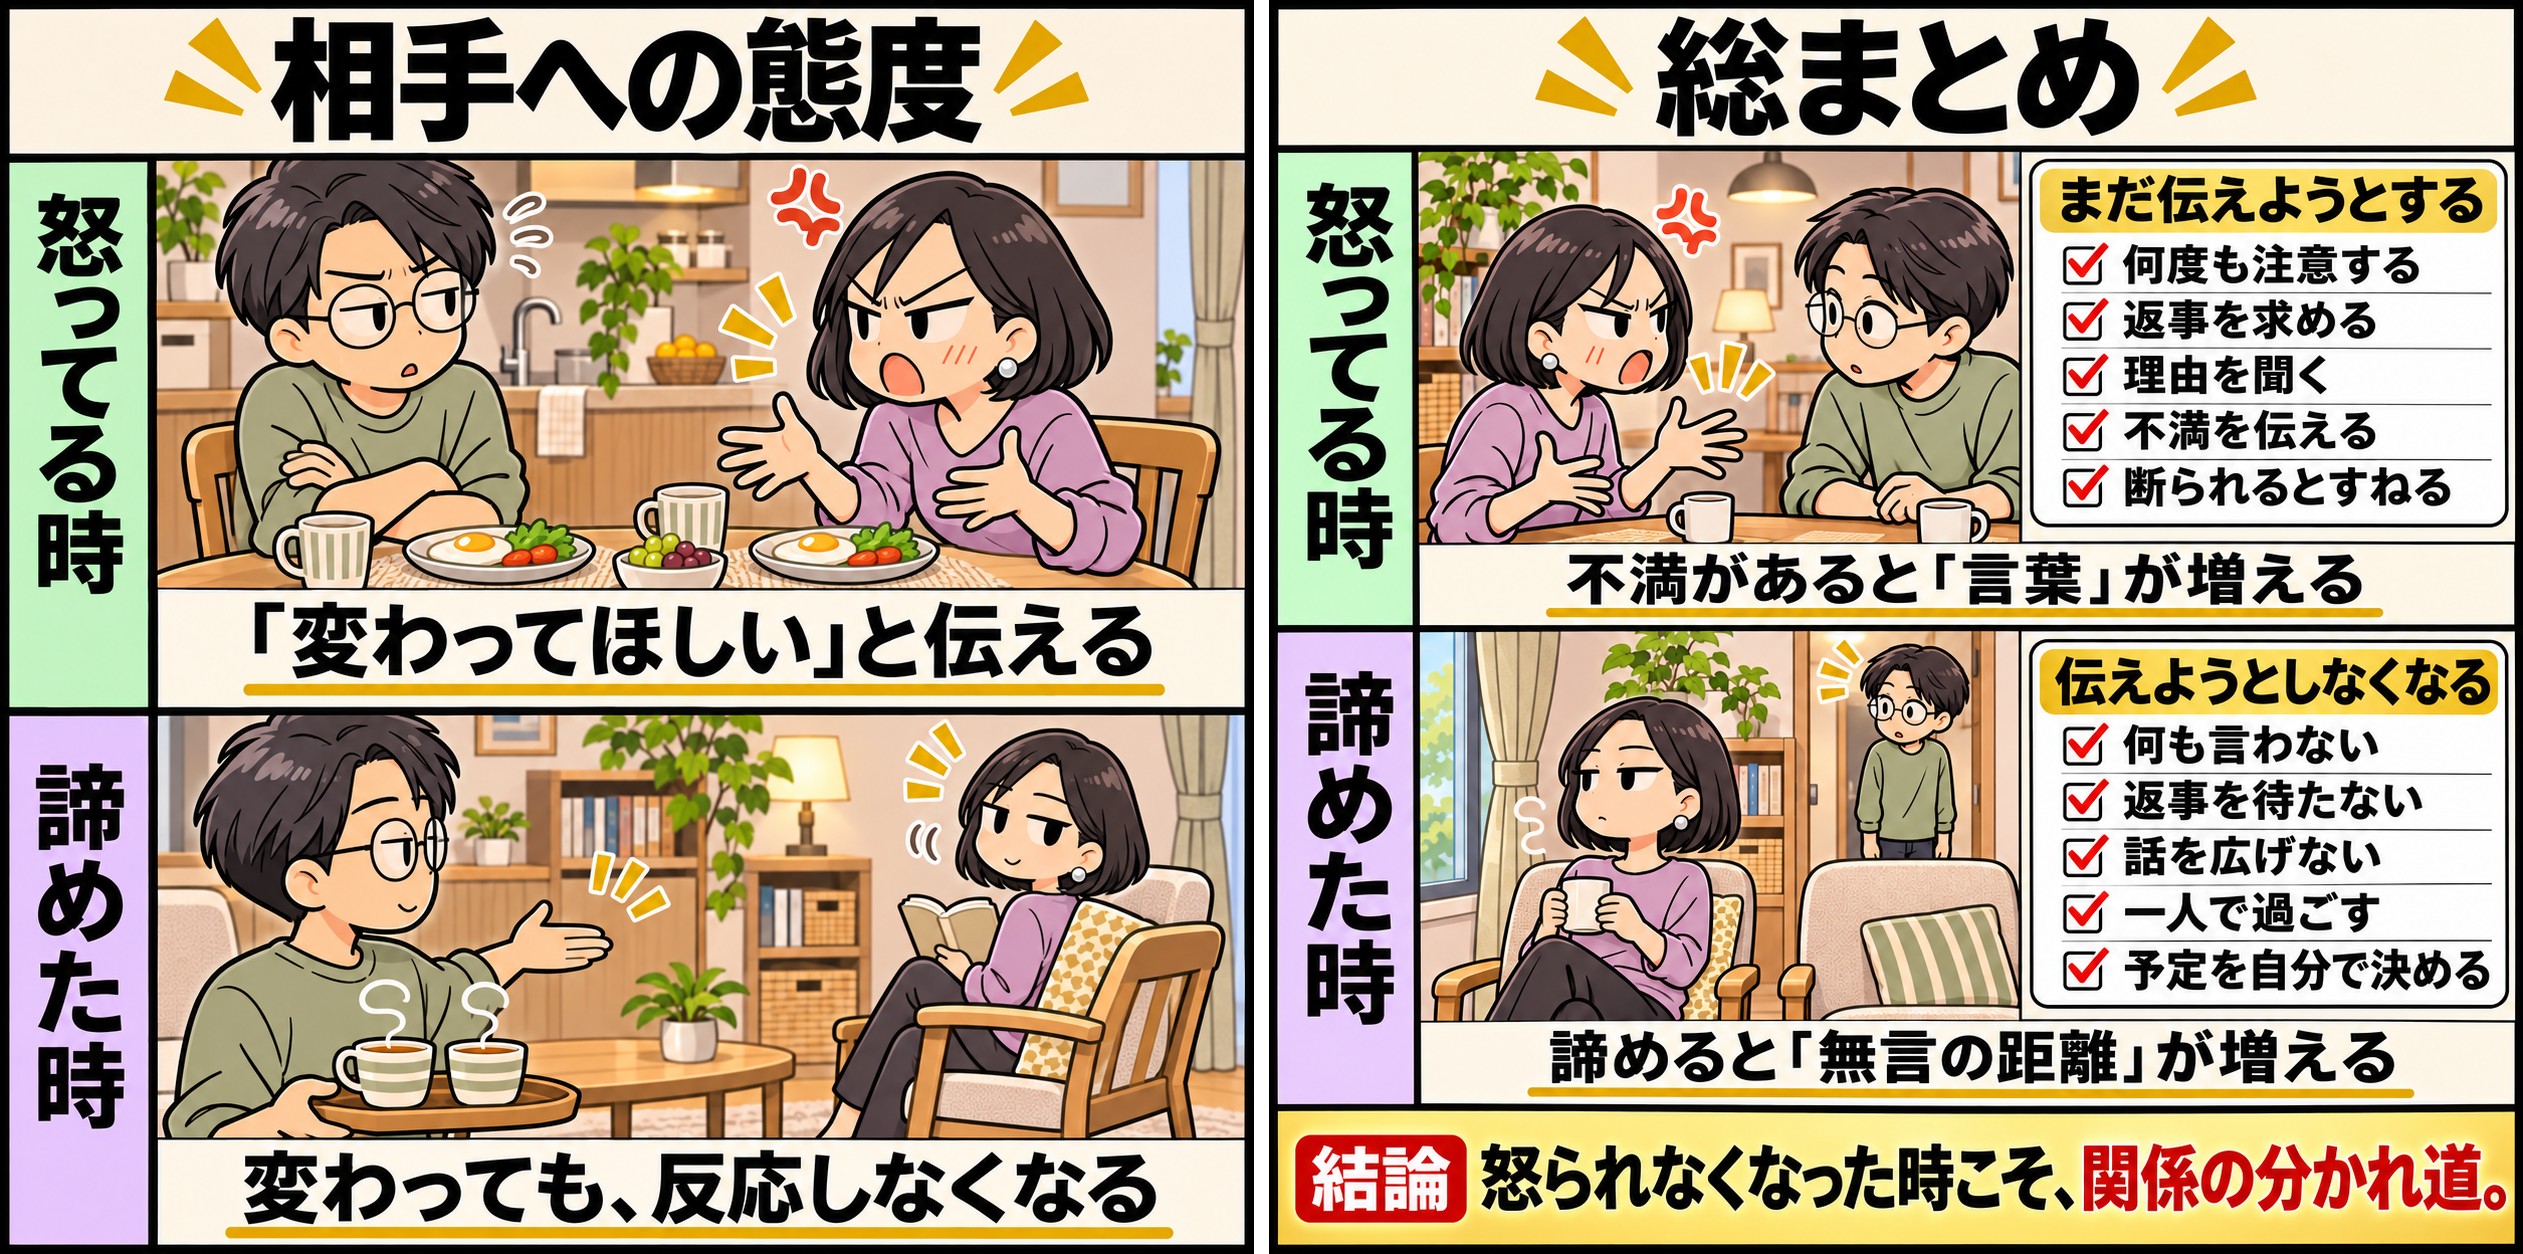 相手への態度
怒ってる時
「変わってほしい」と伝える
諦めた時
変わっても、反応しなくなる
総まとめ
怒ってる時
まだ伝えようとする
何度も注意する
返事を求める
理由を聞く
不満を伝える
断られるとすねる
不満があると「言葉」が増える
諦めた時
伝えようとしなくなる
何も言わない
返事を待たない
話を広げない
一人で過ごす
予定を自分で決める
諦めると「無言の距離」が増える
結論 怒られなくなった時こそ、関係の分かれ道。